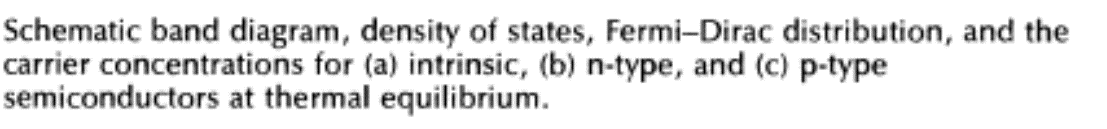 Schematic band diagram, density of states, Fermi–Dirac distribution, and the
carrier concentrations for (a) intrinsic, (b) n-type, and (c) p-type
semiconductors at thermal equilibrium.